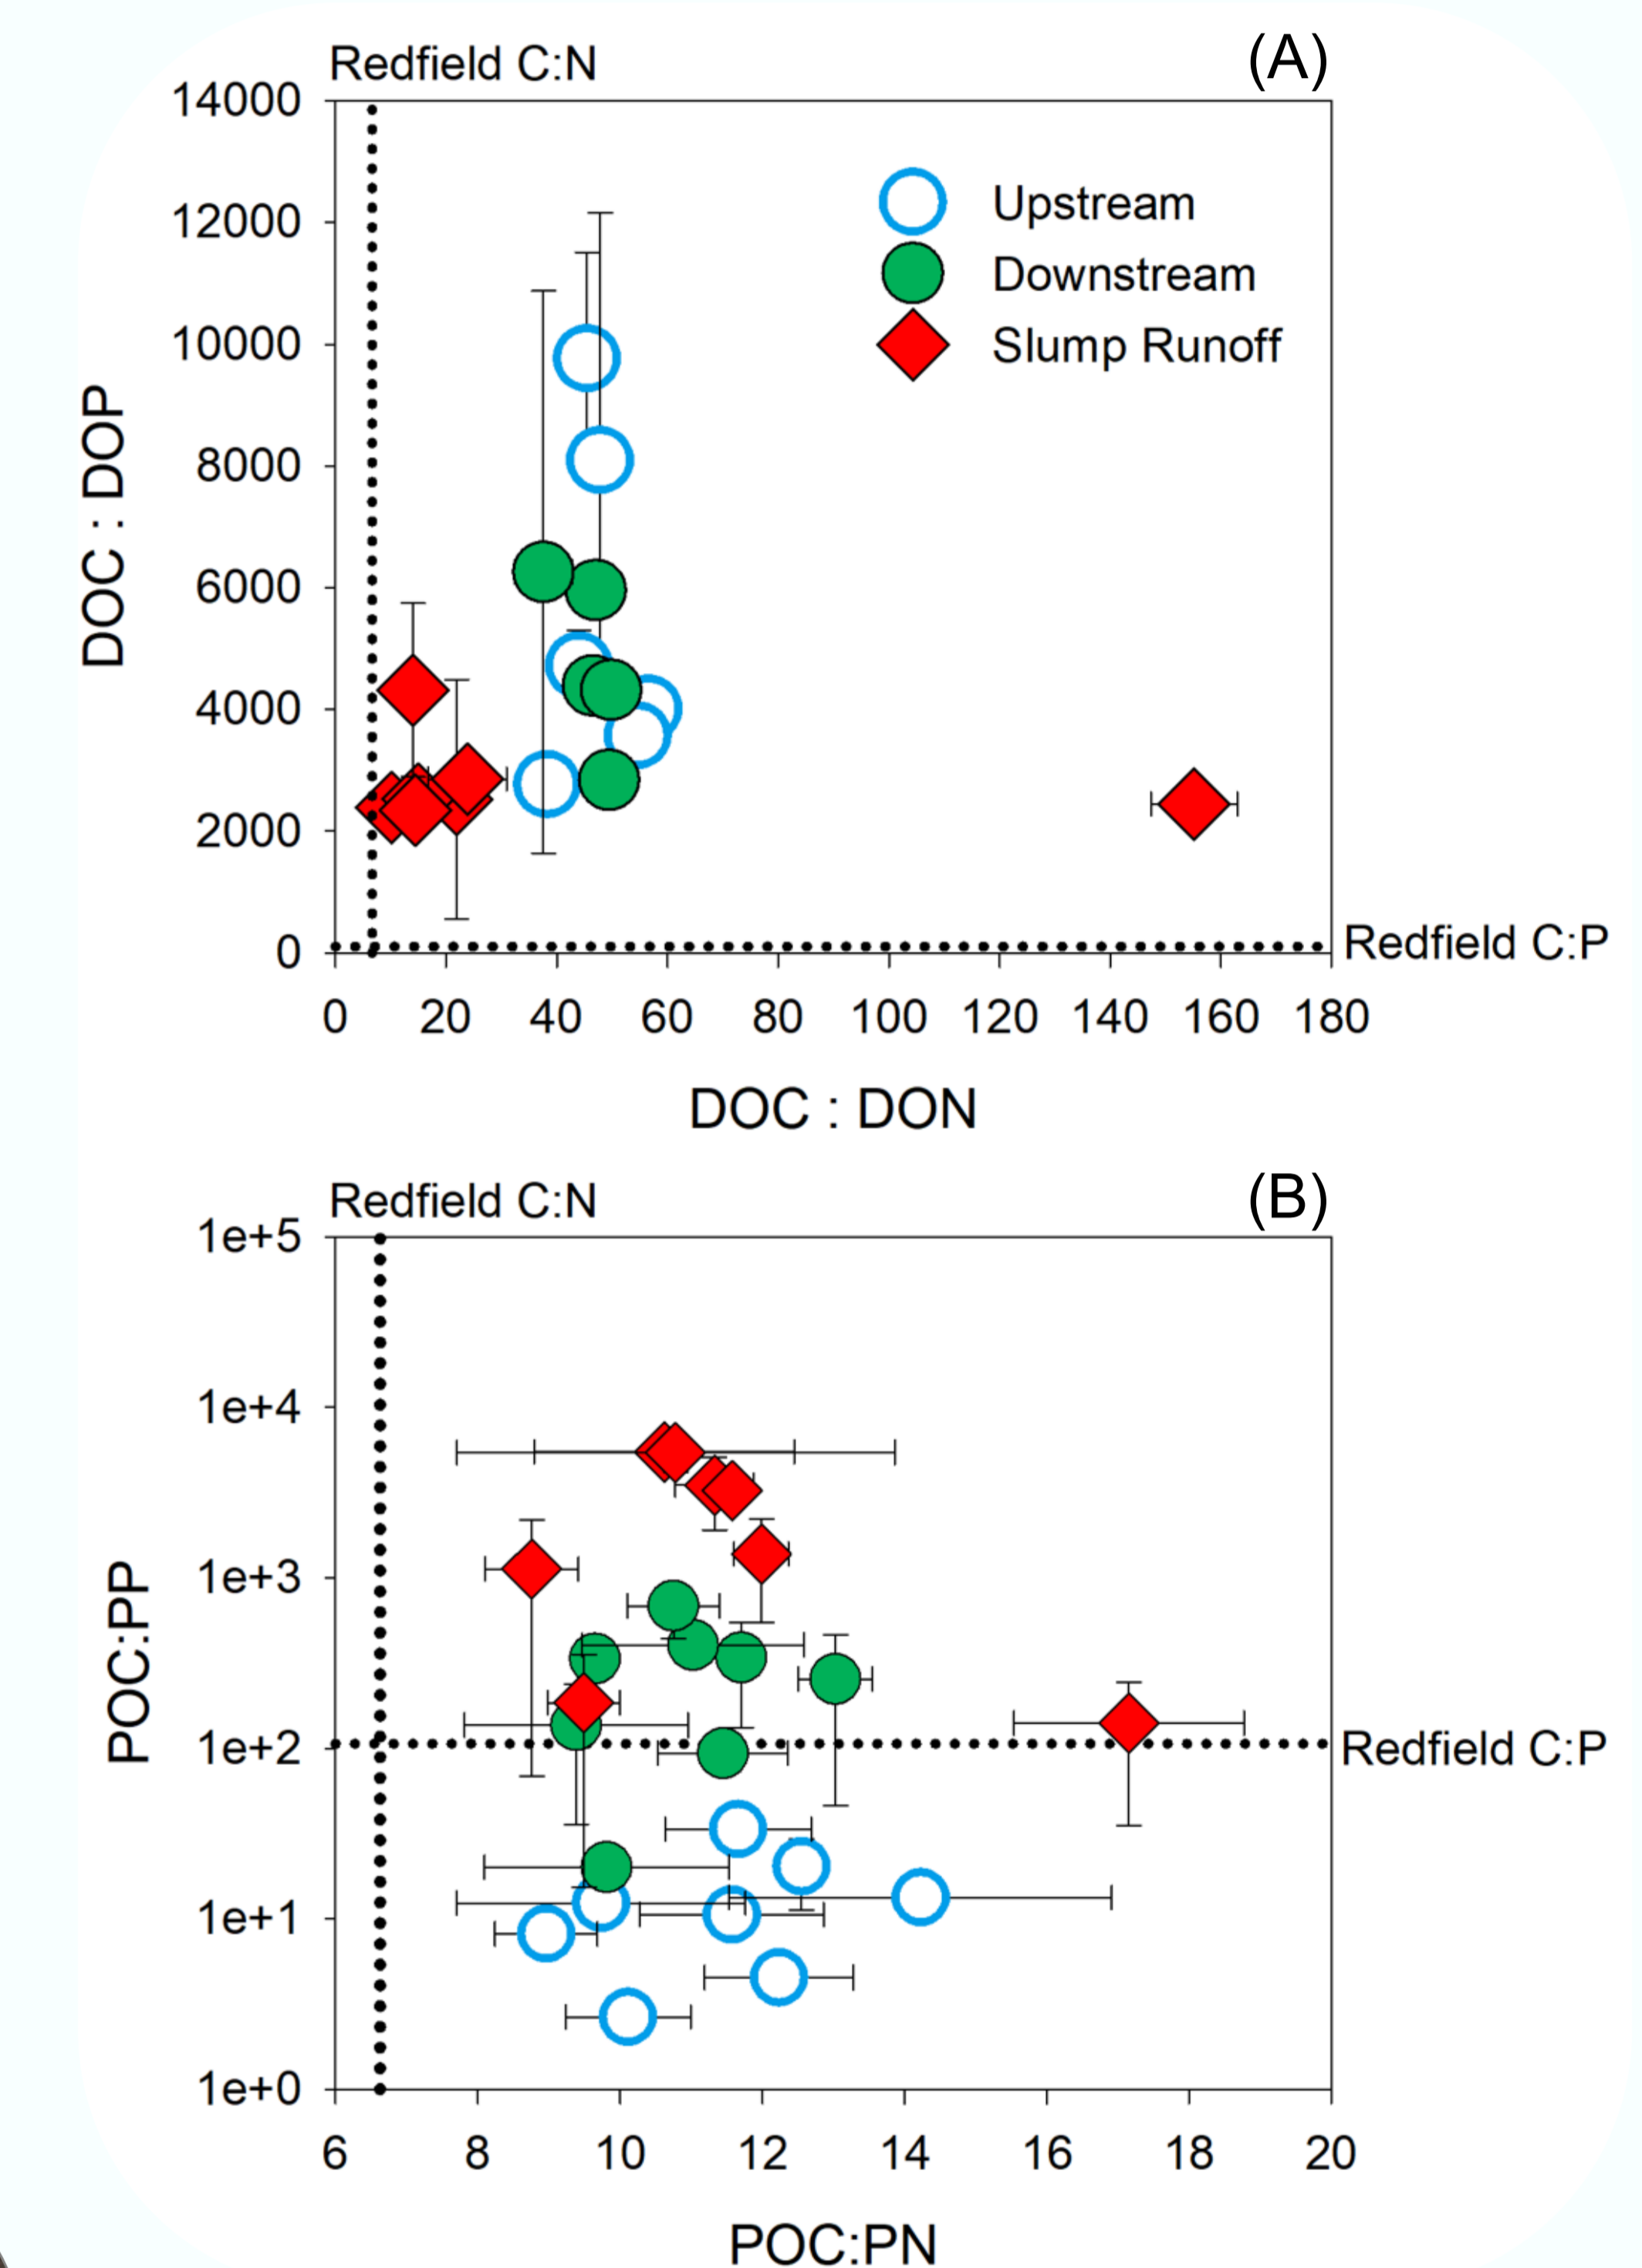 Redfield C:N
(A)
14000
12000
10000
8000
6000
4000
2000
0
DOC : DOP
Upstream
Downstream
Slump Runoff
Redfield C:P
0 20 40 60 80 100 120 140 160 180
DOC : DON
Redfield C:N
(B)
1e+5
1e+4
1e+3
1e+2
1e+1
1e+0
POC:PP
Redfield C:P
6 8 10 12 14 16 18 20
POC:PN